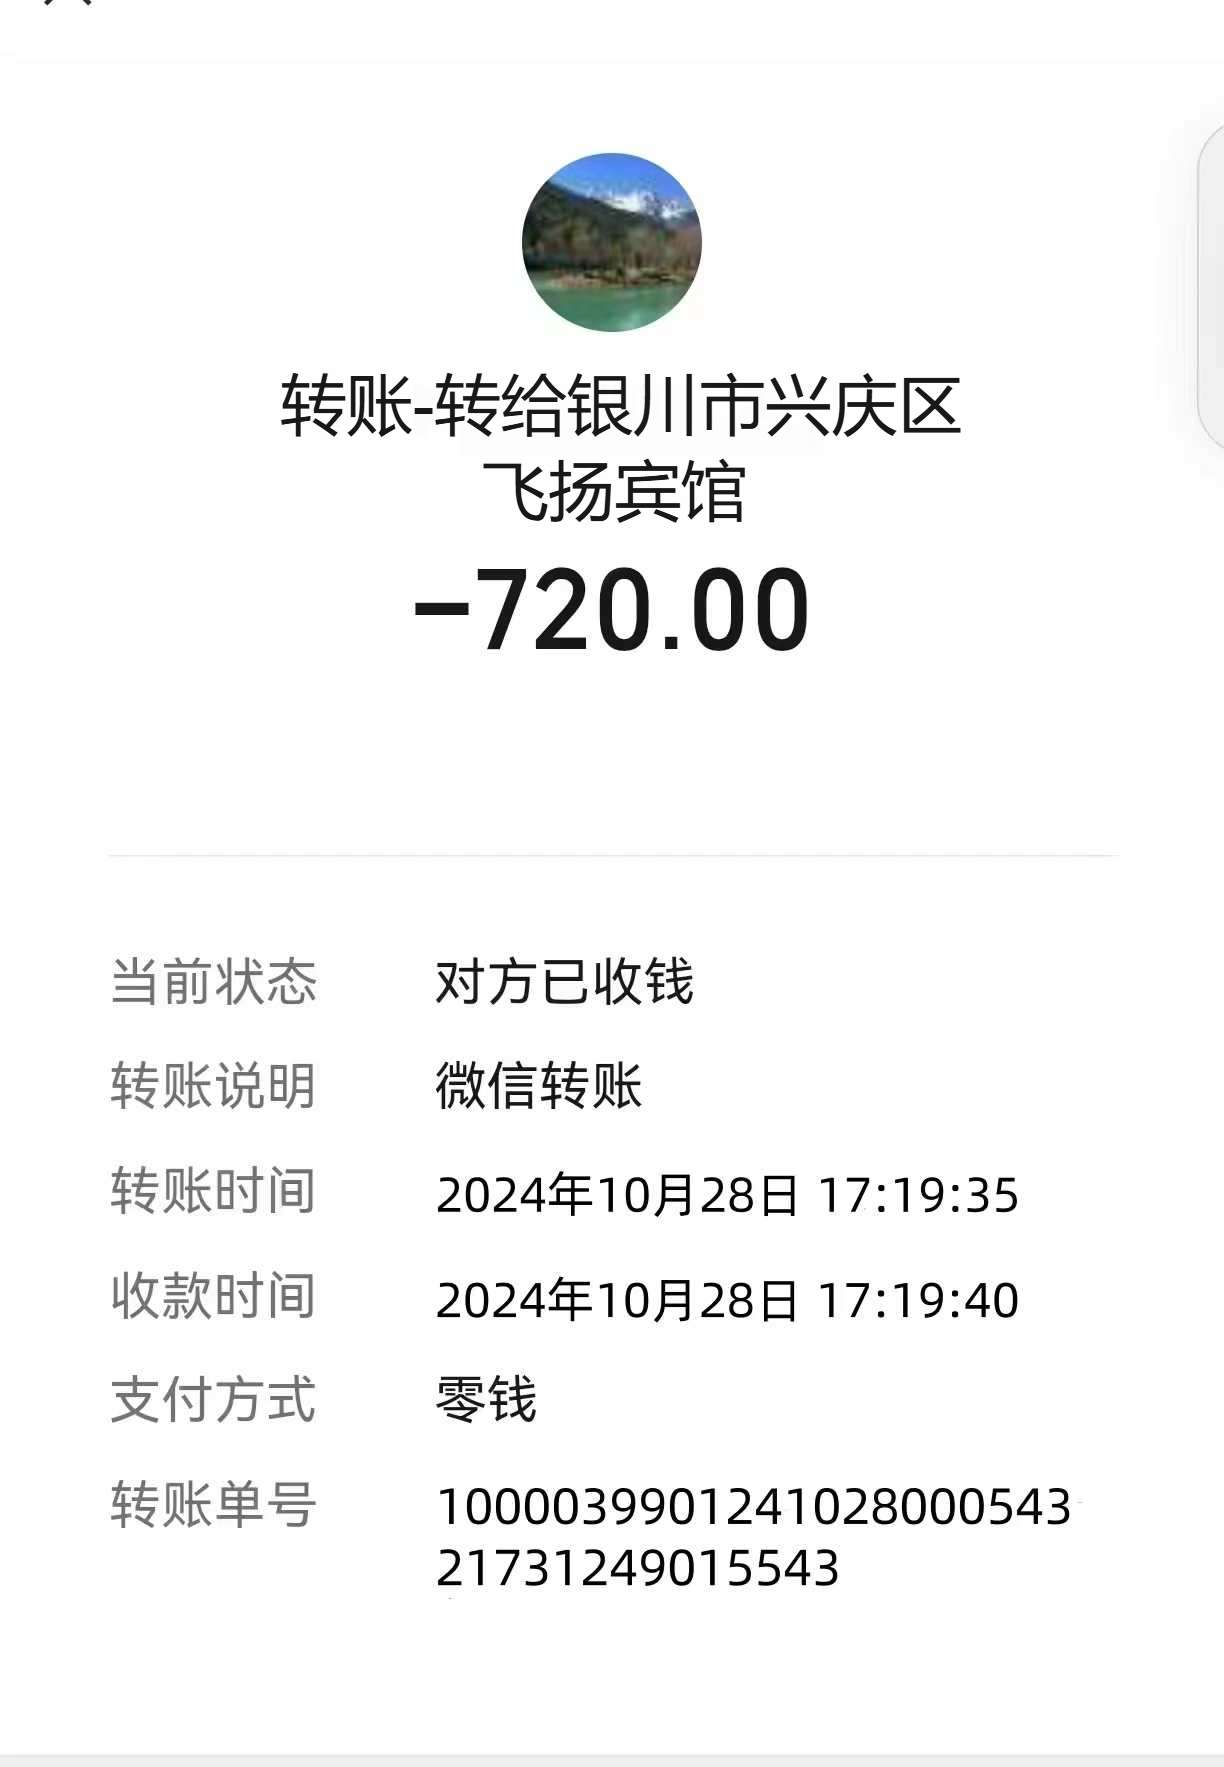 转账-转给银川市兴庆区
飞扬宾馆
-720.00
当前状态 对方已收钱
转账说明 微信转账
转账时间 2024年10月28日 17:19:35
收款时间 2024年10月28日 17:19:40
支付方式 零钱
转账单号 1000039901241028000543
21731249015543